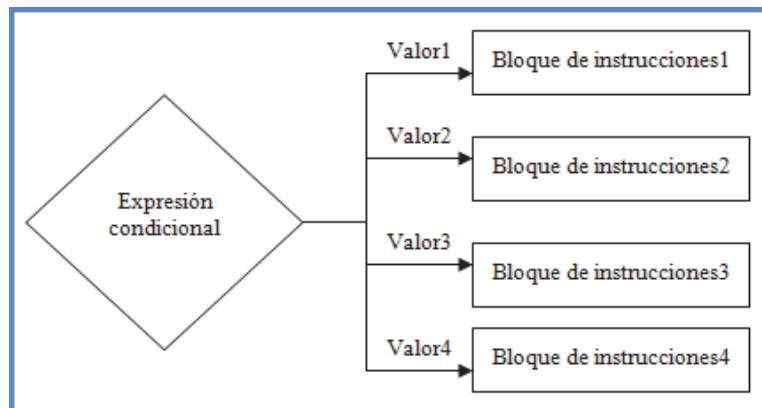 Valor1
Bloque de instrucciones1
Valor2
Bloque de instrucciones2
Expresión
condicional
Valor3
Bloque de instrucciones3
Valor4
Bloque de instrucciones4